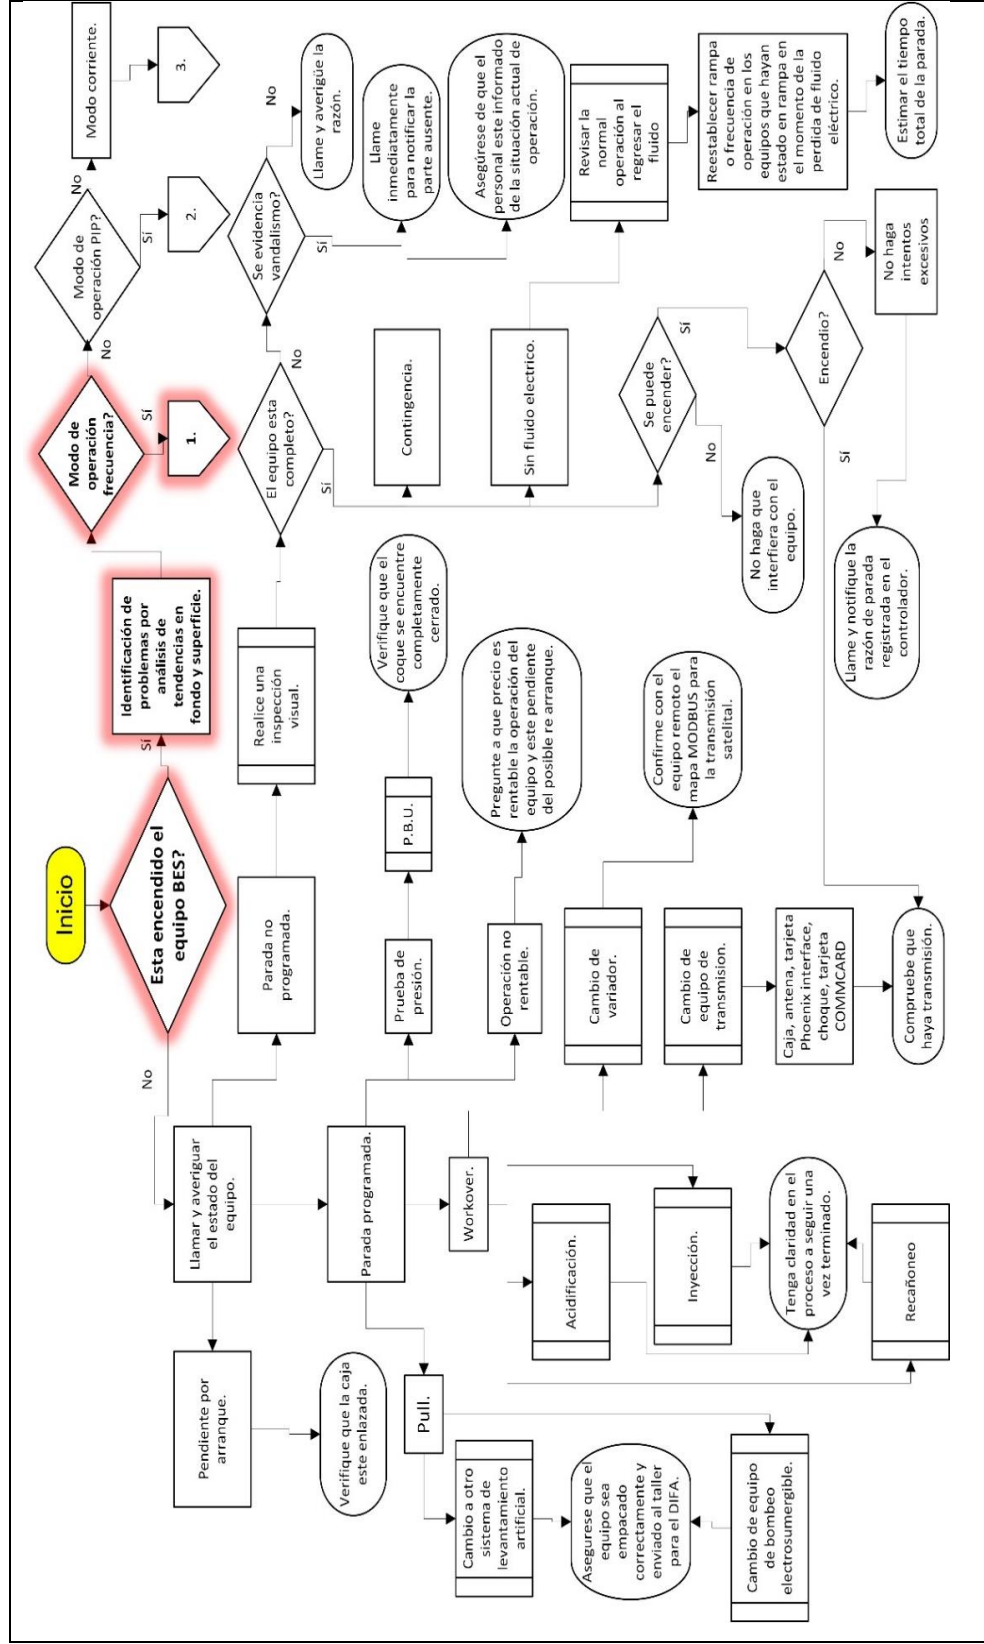 Inicio
Esta encendido el
equipo BES?
Sí
No
Identificación de
problemas por
análisis de
tendencias en
fondo y superficie.
Modo de
operación
frecuencia?
Sí
No
1.
Modo de
operación PIP?
Sí
No
2.
Modo corriente.
3.
Llamar y averiguar
el estado del
equipo.
Pendiente por
arranque.
Verifique que la caja
este enlazada.
Parada no
programada.
Realice una
inspección
visual.
El equipo esta
completo?
No
Sí
Se evidencia
vandalismo?
No
Sí
Llame y averigüe la
razón.
Llame
inmediatamente
para notificar la
parte ausente.
Asegúrese de que el
personal este informado
de la situación actual de
operación.
Contingencia.
Sin fluido electrico.
Revisar la
normal
operación al
regresar el
fluido
Reestablecer rampa
o frecuencia de
operación en los
equipos que hayan
estado en rampa en
el momento de la
perdida de fluido
eléctrico.
Estimar el tiempo
total de la parada.
Se puede
encender?
Sí
No
No haga que
interfiera con el
equipo.
Encendio?
No
Sí
No haga
intentos
excesivos
Llame y notifique la
razón de parada
registrada en el
controlador.
Parada programada.
Prueba de
presión.
P.B.U.
Verifique que el
coque se encuentre
completamente
cerrado.
Operación no
rentable.
Pregunte a que precio es
rentable la operación del
equipo y este pendiente
del posible re arranque.
Workover.
Cambio de
variador.
Confirme con el
equipo remoto el
mapa MODBUS para
la transmisión
satelital.
Cambio de
equipo de
transmision.
Caja, antena, tarjeta
Phoenix interface,
choque, tarjeta
COMMCARD
Compruebe que
haya transmisión.
Acidificación.
Inyección.
Tenga claridad en el
proceso a seguir una
vez terminado.
Recañoneo
Pull.
Cambio a otro
sistema de
levantamiento
artificial.
Asegurese que el
equipo sea
empacado
correctamente y
enviado al taller
para el DIFA.
Cambio de equipo
de bombeo
electrosumergible.